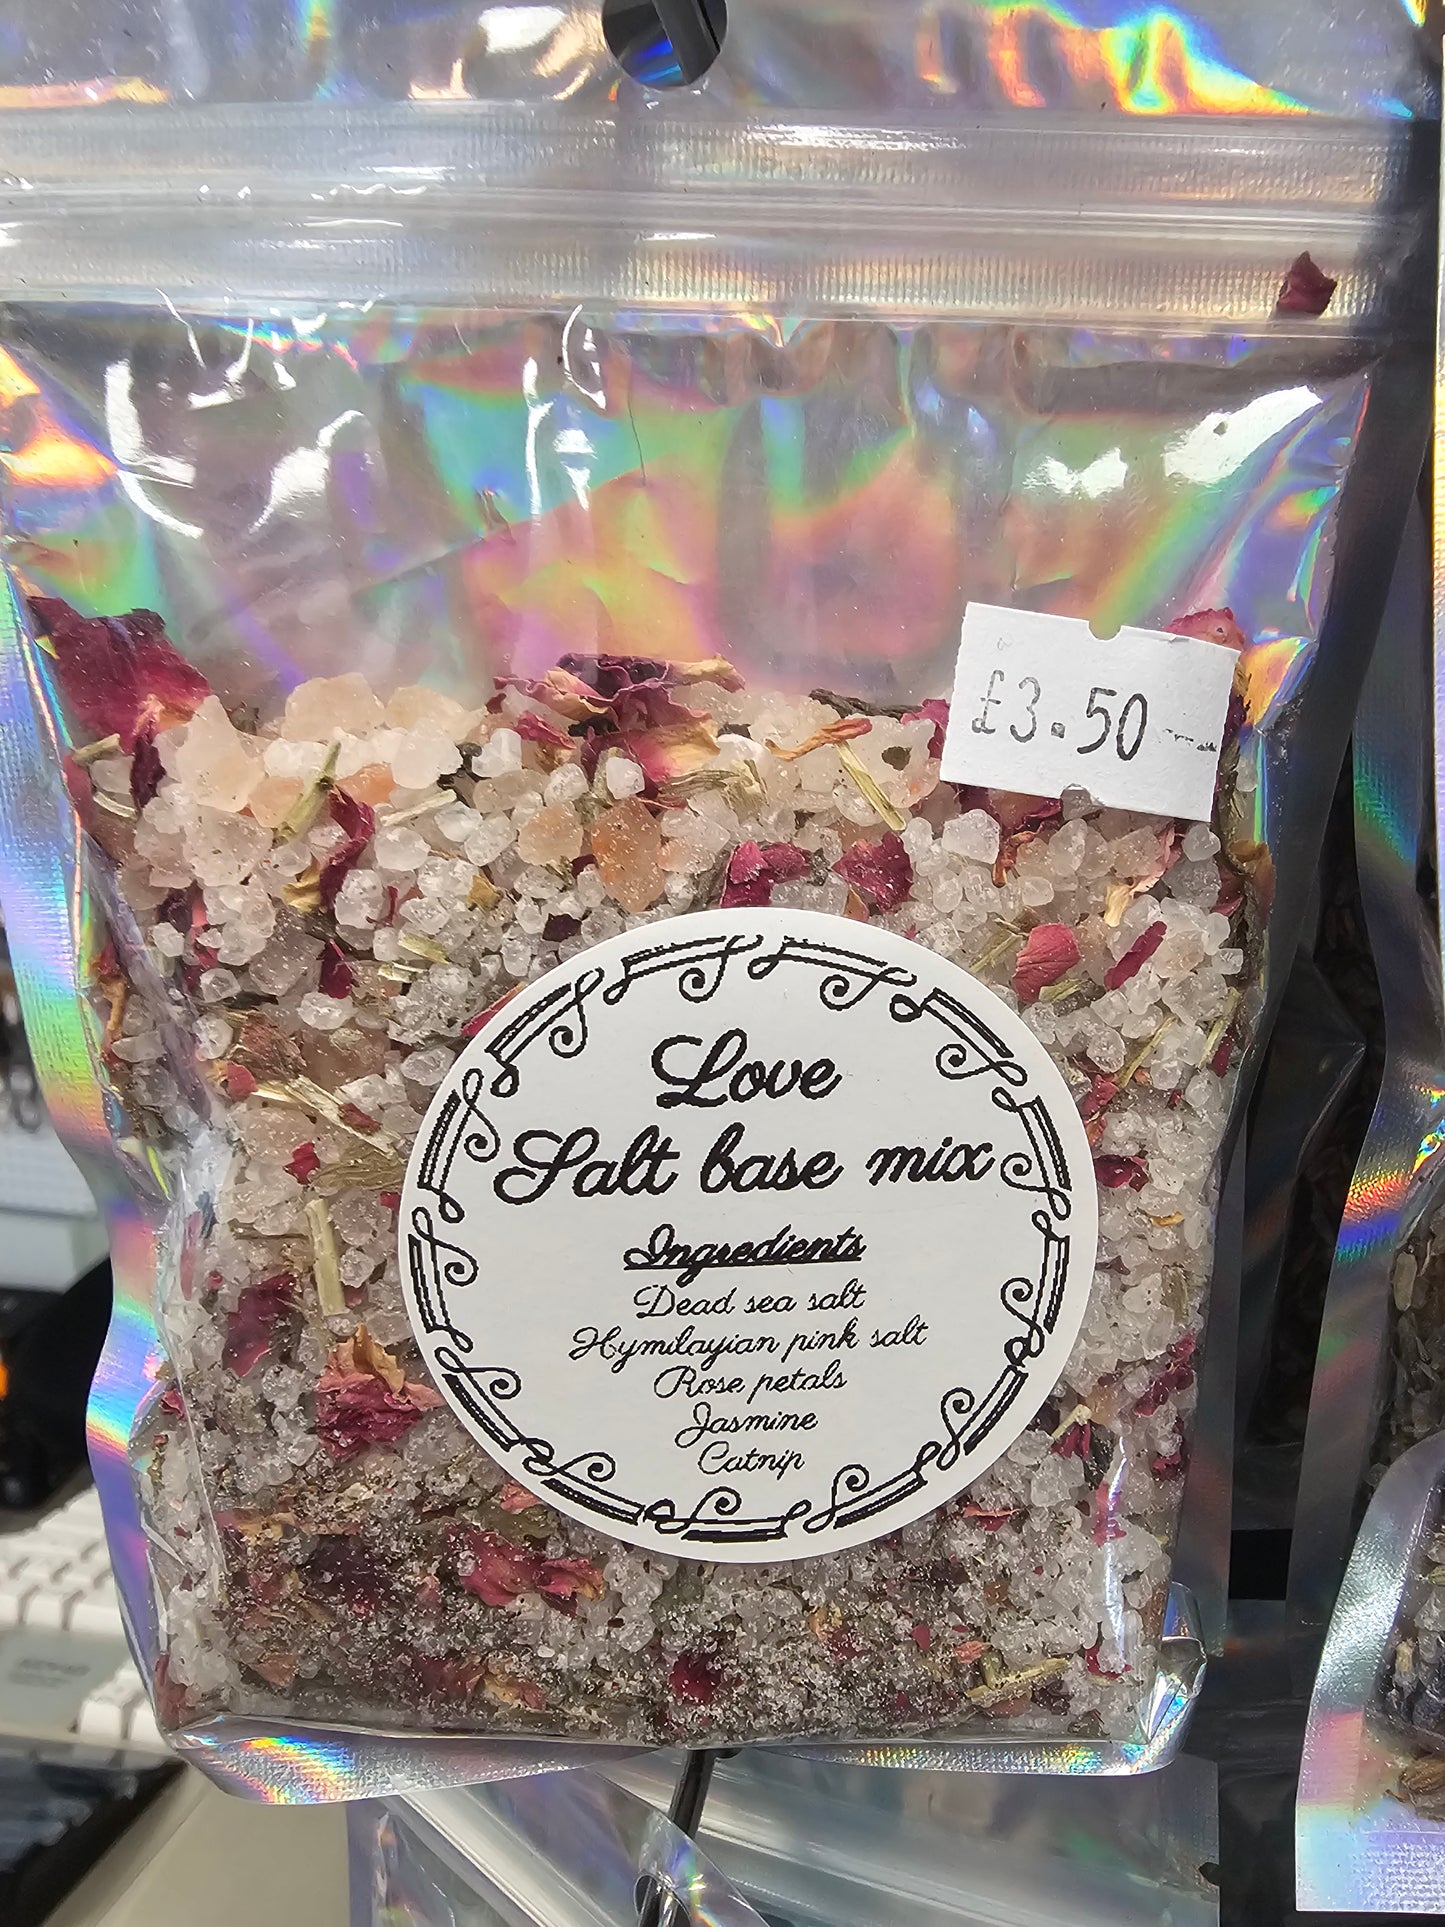 £3.50
Love
Salt base mix
Ingredients
Dead sea salt
Hymilayian pink salt
Rose petals
Jasmine
Catnip